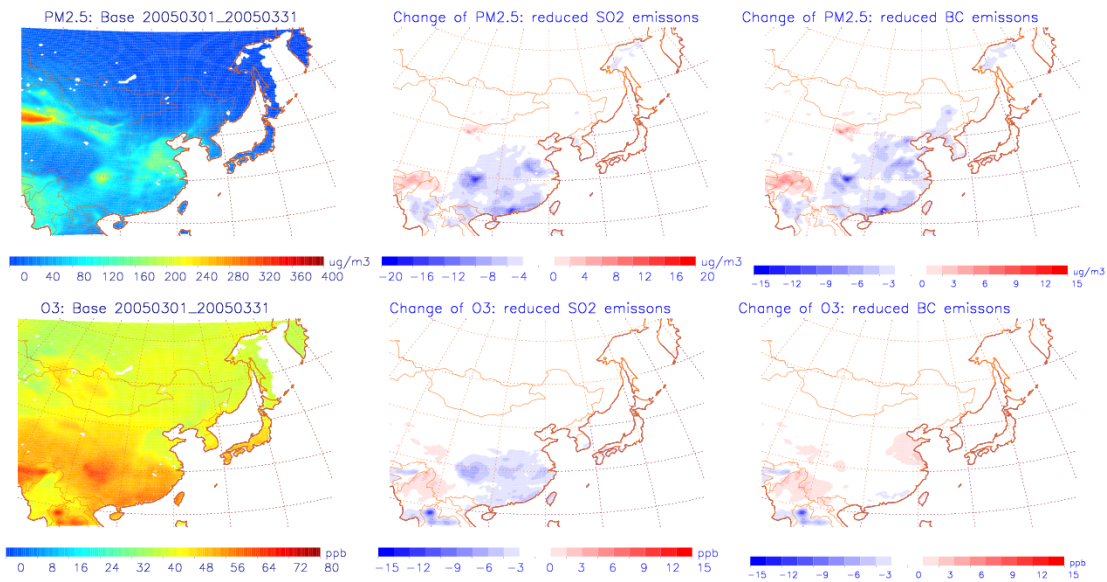 PM2.5: Base 20050301_20050331
Change of PM2.5: reduced SO2 emissons
Change of PM2.5: reduced BC emissons
ug/m3
0 40 80 120 160 200 240 280 320 360 400
ug/m3
-20 -16 -12 -8 -4 . 0 4 8 12 16 20
ug/m3
-15 -12 -9 -6 -3 . 0 3 6 9 12 15
O3: Base 20050301_20050331
Change of O3: reduced SO2 emissons
Change of O3: reduced BC emissons
ppb
0 8 16 24 32 40 48 56 64 72 80
ppb
-15 -12 -9 -6 -3 . 0 3 6 9 12 15
ppb
-15 -12 -9 -6 -3 . 0 3 6 9 12 15